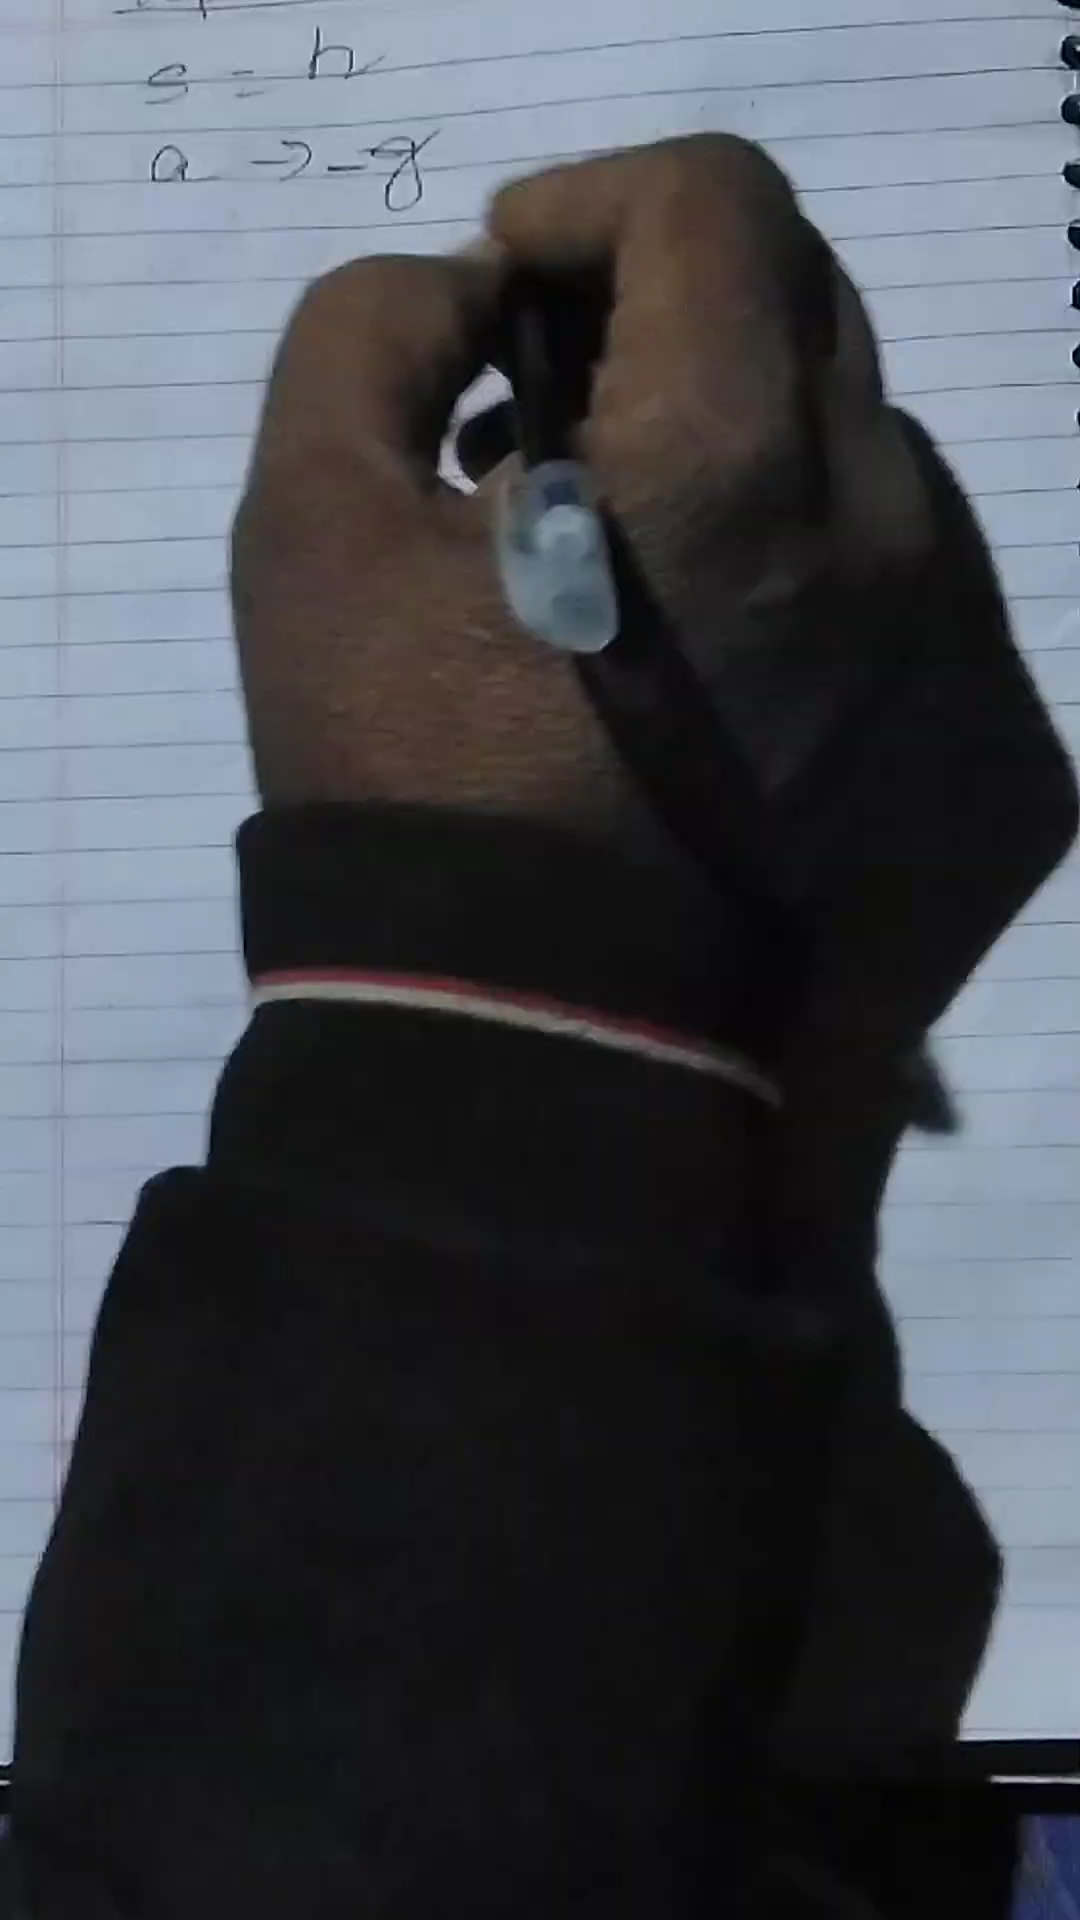 s = h
a → -g